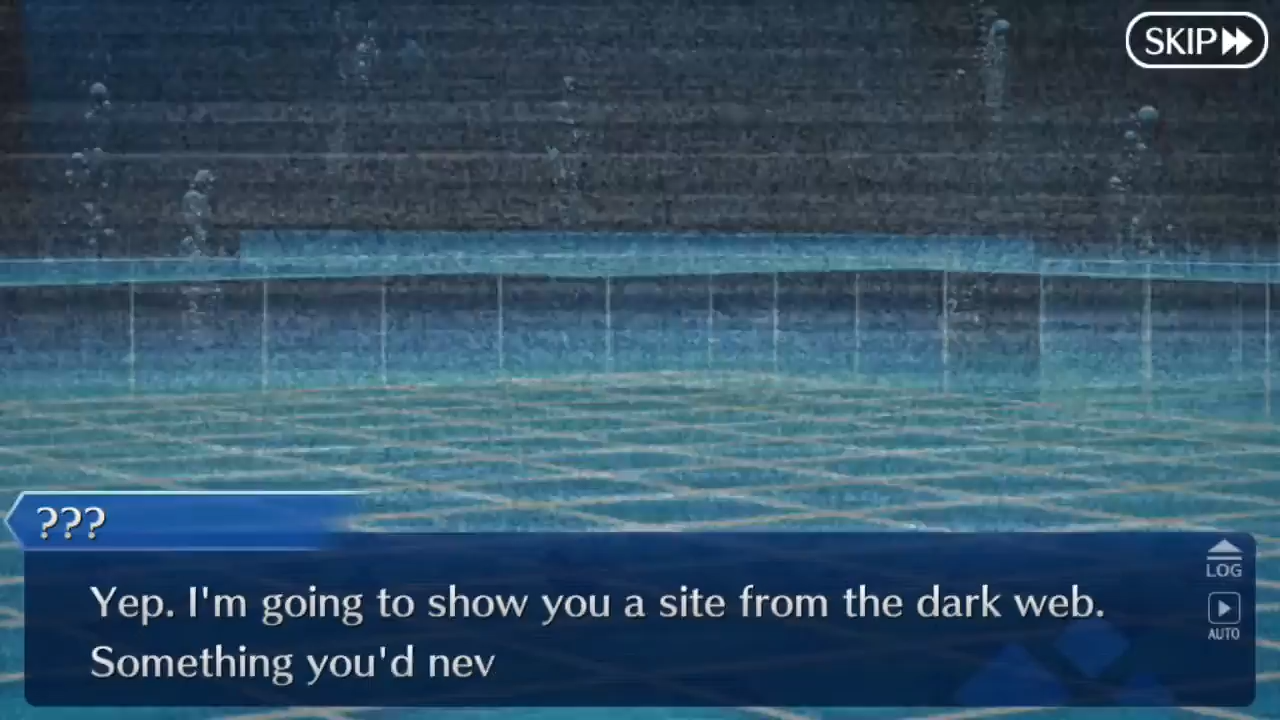 SKIP
???
Yep. I'm going to show you a site from the dark web.
Something you'd nev
LOG
AUTO